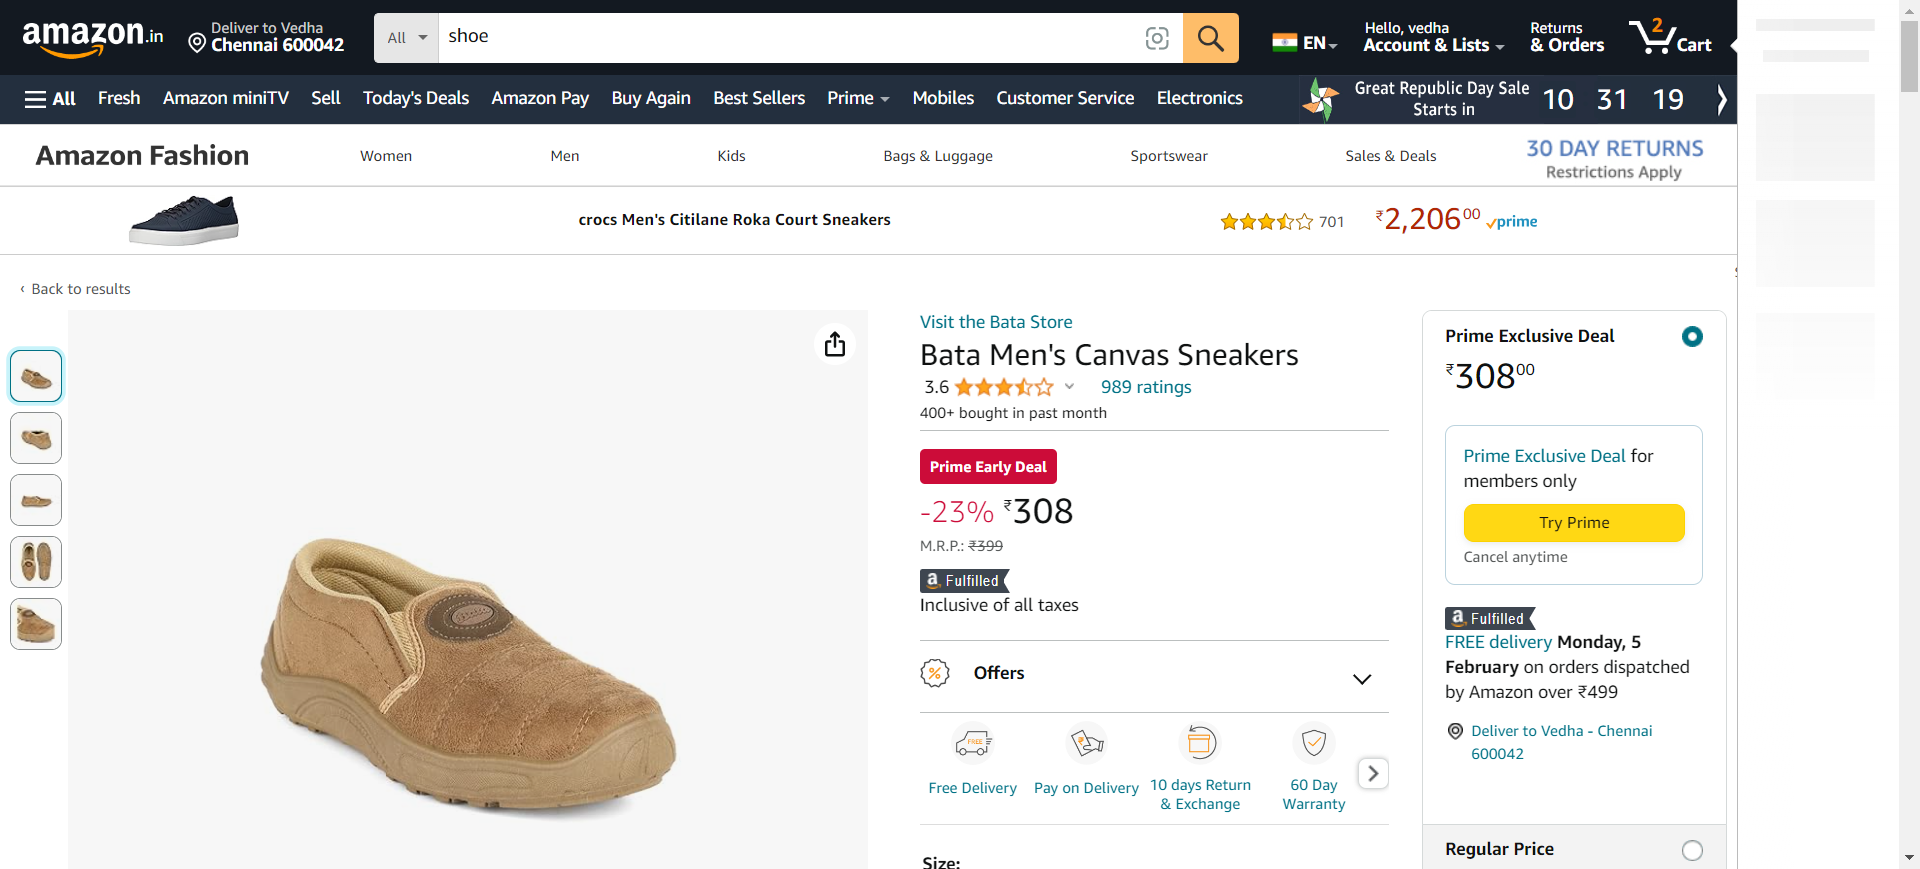 amazon.in
Deliver to Vedha
Chennai 600042
All
shoe
EN
Hello, vedha
Account & Lists
Returns
& Orders
2
Cart
All
Fresh
Amazon miniTV
Sell
Today's Deals
Amazon Pay
Buy Again
Best Sellers
Prime
Mobiles
Customer Service
Electronics
Great Republic Day Sale
Starts in
10 31 19
Amazon Fashion
Women
Men
Kids
Bags & Luggage
Sportswear
Sales & Deals
30 DAY RETURNS
Restrictions Apply
crocs Men's Citilane Roka Court Sneakers
701
₹2,20600
prime
‹ Back to results
Visit the Bata Store
Bata Men's Canvas Sneakers
3.6
989 ratings
400+ bought in past month
Prime Early Deal
-23% ₹308
M.R.P.: ₹399
a Fulfilled
Inclusive of all taxes
%
Offers
FREE
Free Delivery
Pay on Delivery
10 days Return
& Exchange
60 Day
Warranty
Size:
Prime Exclusive Deal
₹30800
Prime Exclusive Deal for
members only
Try Prime
Cancel anytime
a Fulfilled
FREE delivery Monday, 5
February on orders dispatched
by Amazon over ₹499
Deliver to Vedha - Chennai
600042
Regular Price